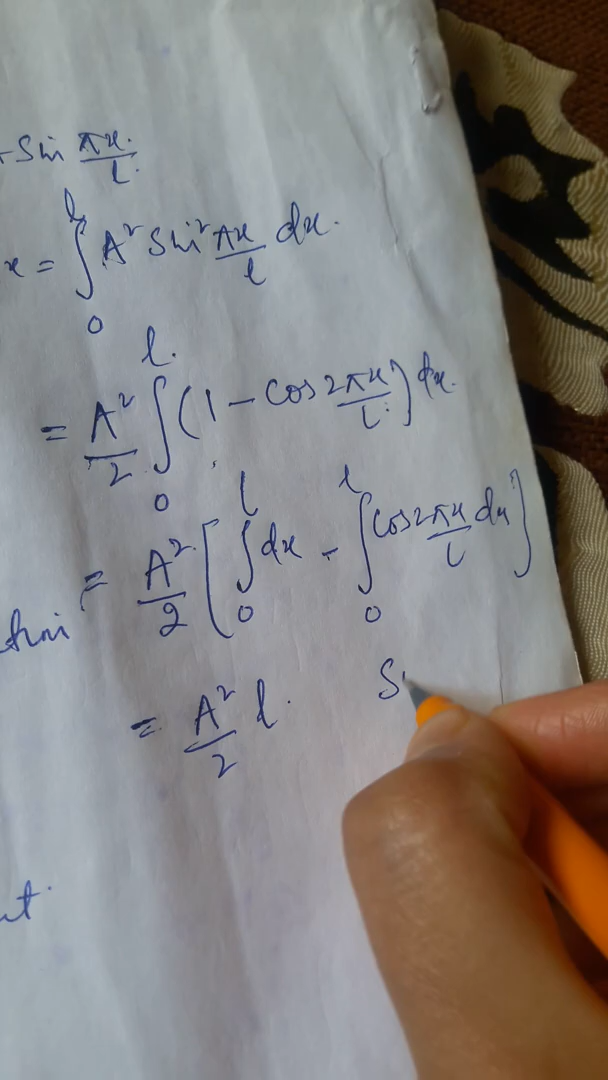 Sin πx/l.
x = ∫₀ˡ A² Sin² Ax/l dx.
= A²/2 ∫₀ˡ (1 - Cos 2πx/l) dx.
= A²/2 [∫₀ˡ dx - ∫₀ˡ Cos 2πx/l dx]
= A²/2 l. S